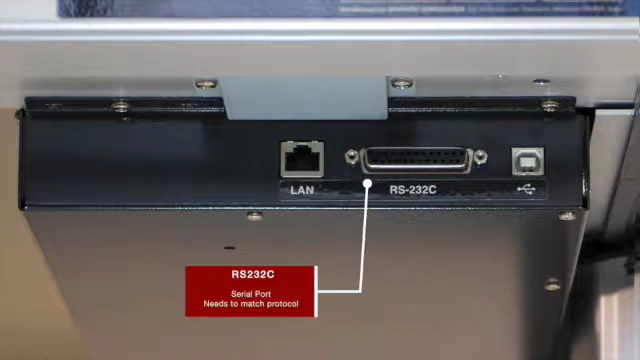 LAN
RS-232C
RS232C
Serial Port
Needs to match protocol